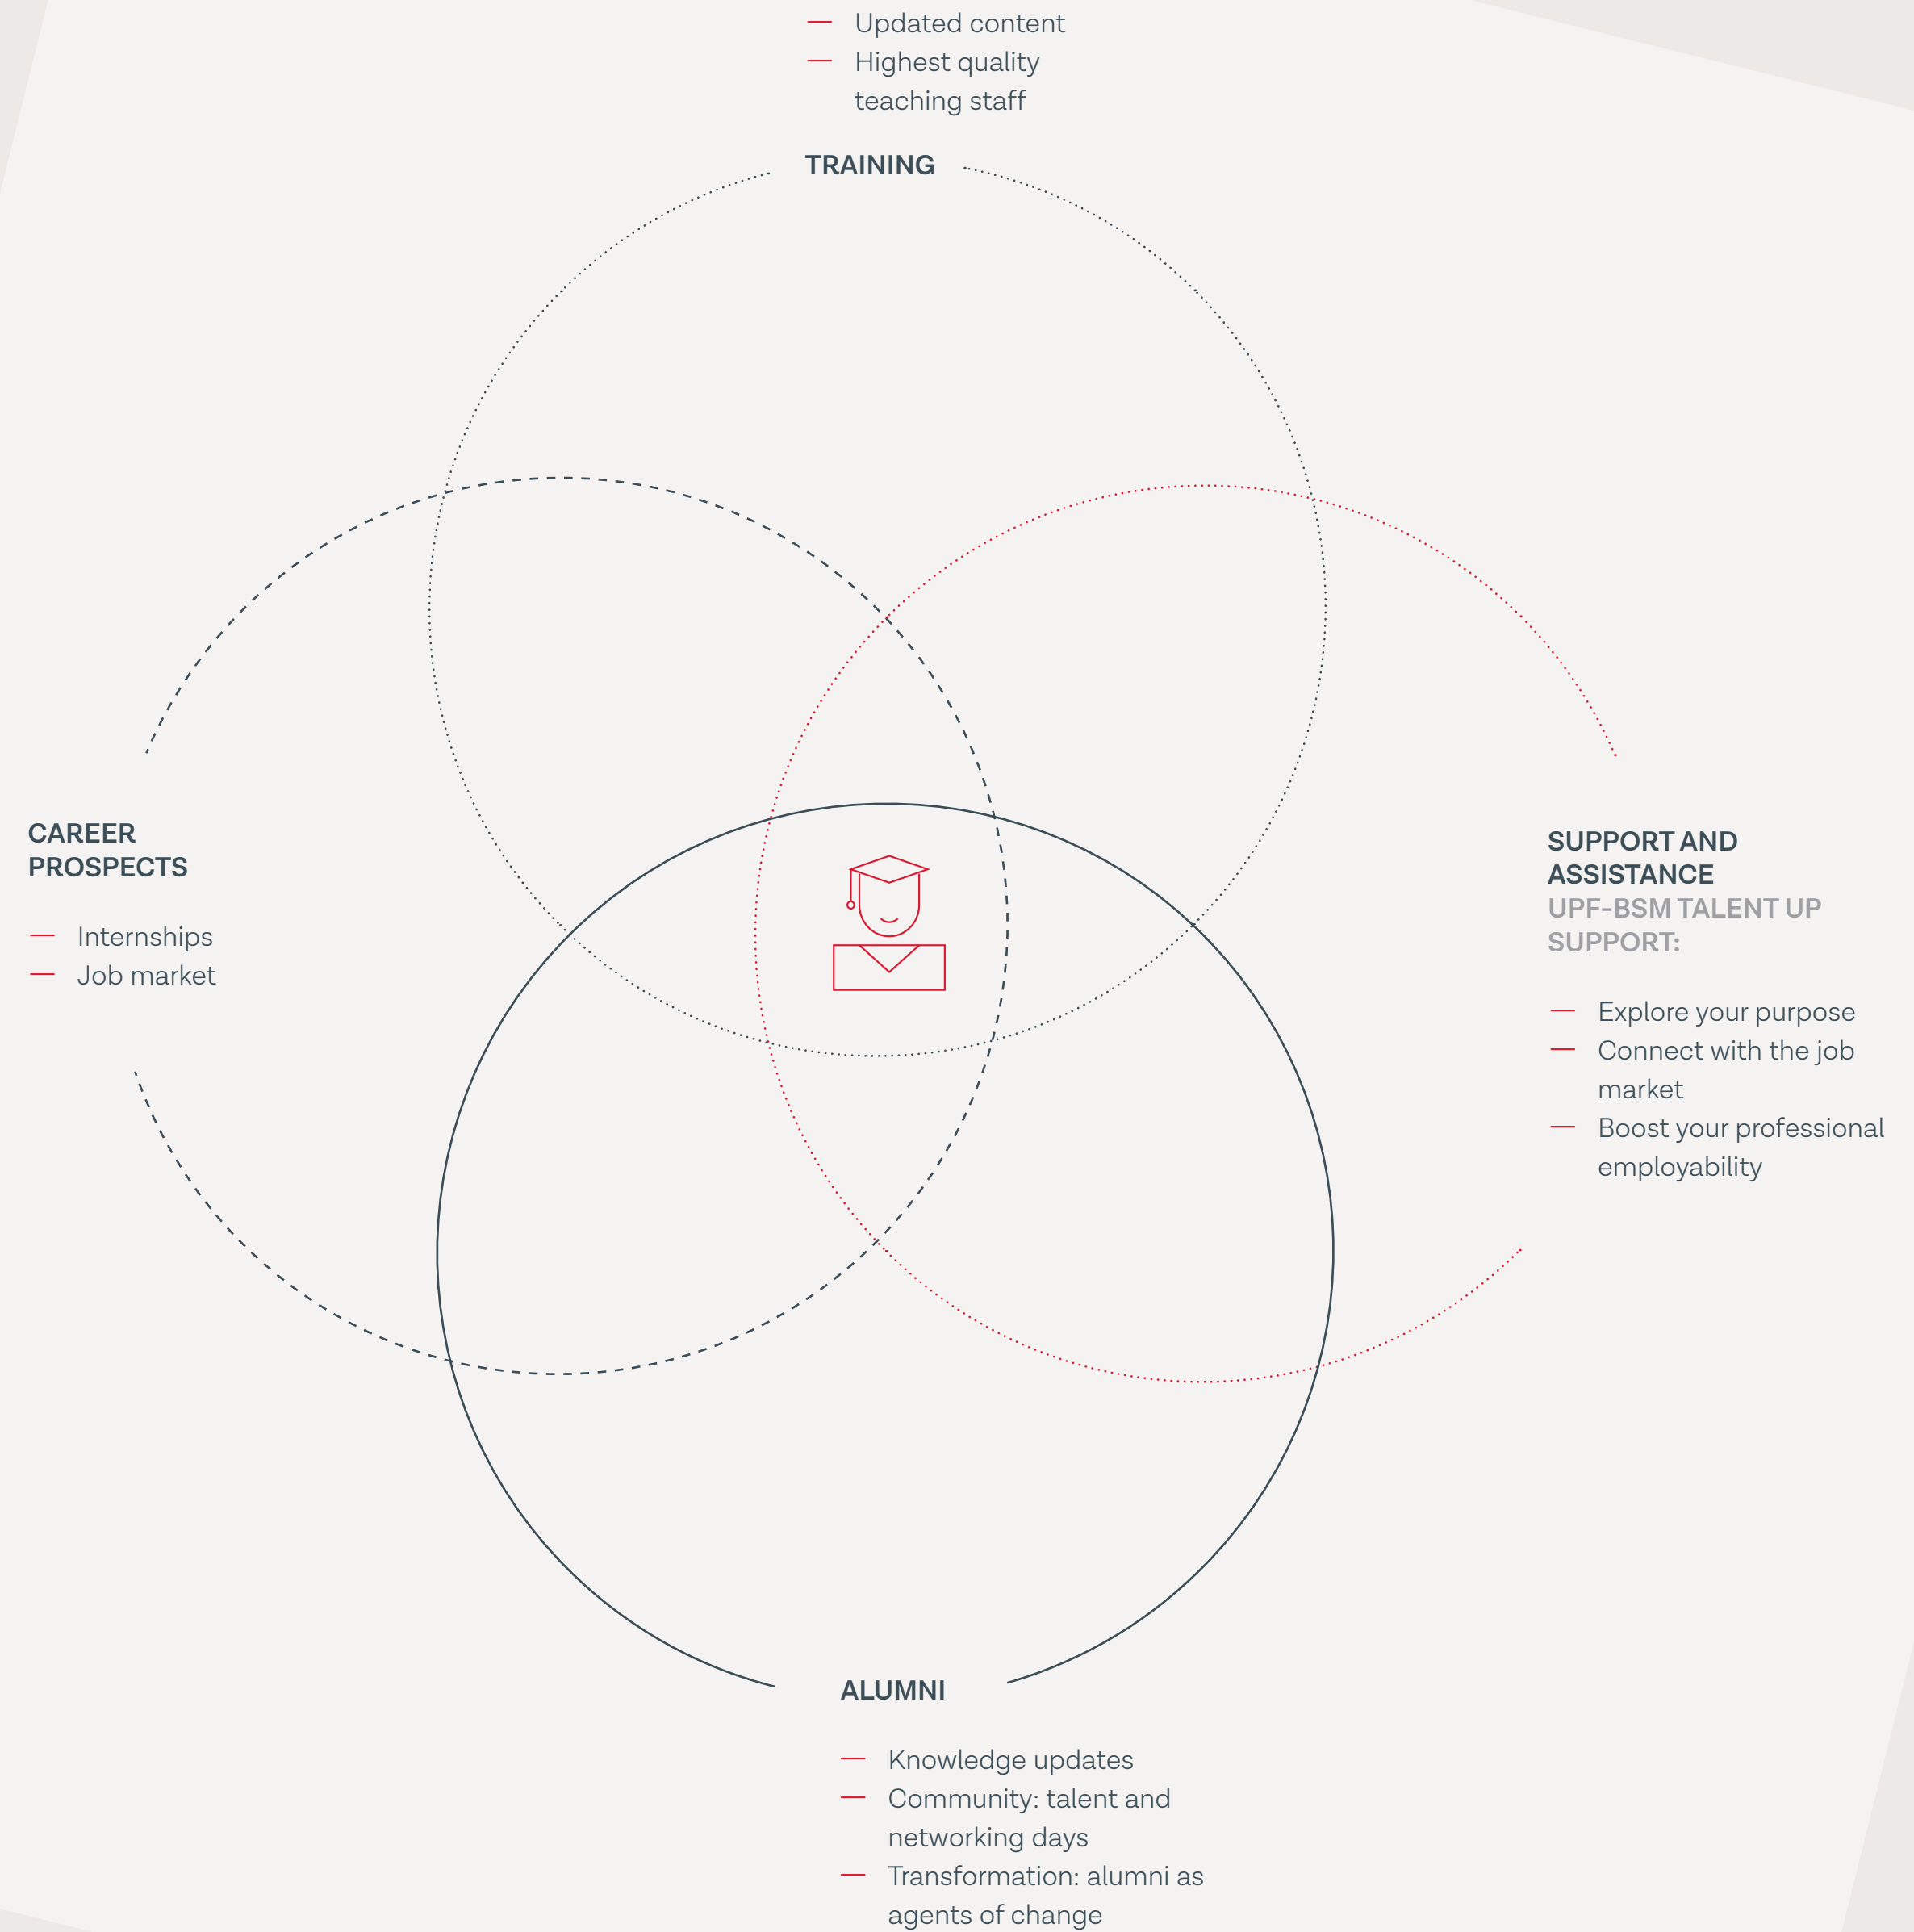 Updated content
Highest quality
teaching staff
TRAINING
CAREER
PROSPECTS
Internships
Job market
SUPPORT AND
ASSISTANCE
UPF-BSM TALENT UP
SUPPORT:
Explore your purpose
Connect with the job
market
Boost your professional
employability
ALUMNI
Knowledge updates
Community: talent and
networking days
Transformation: alumni as
agents of change